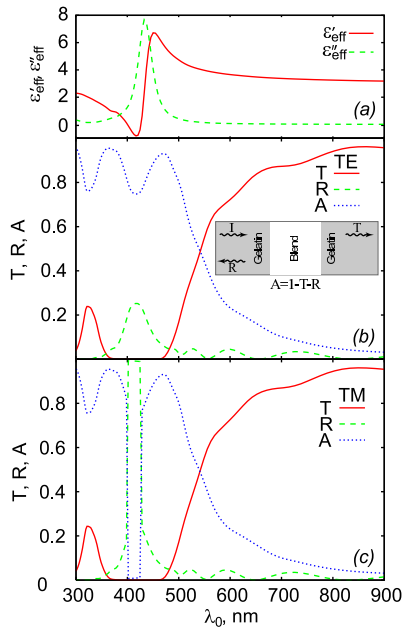 8
6
4
2
0
ε′eff, ε″eff
ε′eff
ε″eff
(a)
0.8
0.6
0.4
0.2
T, R, A
TE
T
R
A
I
R
Gelatin
Blend
Gelatin
T
A=1-T-R
(b)
0.8
0.6
0.4
0.2
0
T, R, A
TM
T
R
A
(c)
300 400 500 600 700 800 900
λ0, nm